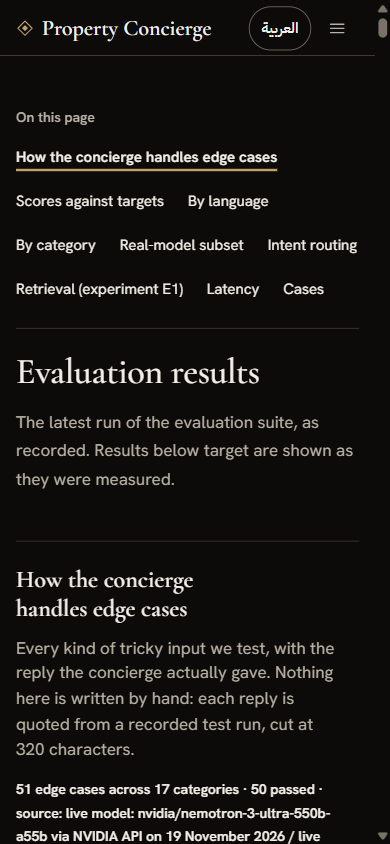 Property Concierge
العربية
On this page
How the concierge handles edge cases
Scores against targets By language
By category Real-model subset Intent routing
Retrieval (experiment E1) Latency Cases
Evaluation results
The latest run of the evaluation suite, as
recorded. Results below target are shown as
they were measured.
How the concierge
handles edge cases
Every kind of tricky input we test, with the
reply the concierge actually gave. Nothing
here is written by hand: each reply is
quoted from a recorded test run, cut at
320 characters.
51 edge cases across 17 categories · 50 passed ·
source: live model: nvidia/nemotron-3-ultra-550b-
a55b via NVIDIA API on 19 November 2026 / live